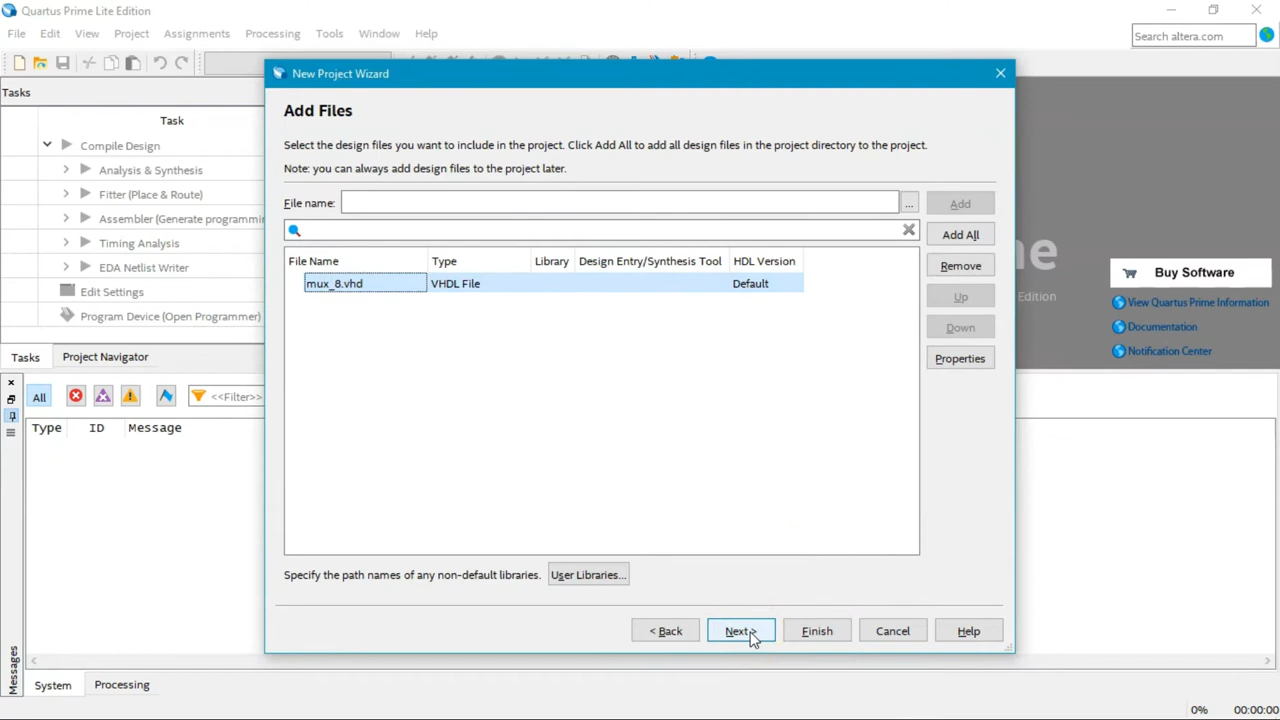 Quartus Prime Lite Edition
File Edit View Project Assignments Processing Tools Window Help
Search altera.com
Tasks
Task
Compile Design
Analysis & Synthesis
Fitter (Place & Route)
Assembler (Generate programmin
Timing Analysis
EDA Netlist Writer
Edit Settings
Program Device (Open Programmer)
Tasks Project Navigator
New Project Wizard
Add Files
Select the design files you want to include in the project. Click Add All to add all design files in the project directory to the project.
Note: you can always add design files to the project later.
File name: ... Add
Add All
File Name Type Library Design Entry/Synthesis Tool HDL Version
mux_8.vhd VHDL File Default
Remove
Up
Down
Properties
Specify the path names of any non-default libraries. User Libraries...
< Back Next > Finish Cancel Help
me
Edition
Buy Software
View Quartus Prime Information
Documentation
Notification Center
All <<Filter>>
Type ID Message
Messages
System Processing
0% 00:00:00